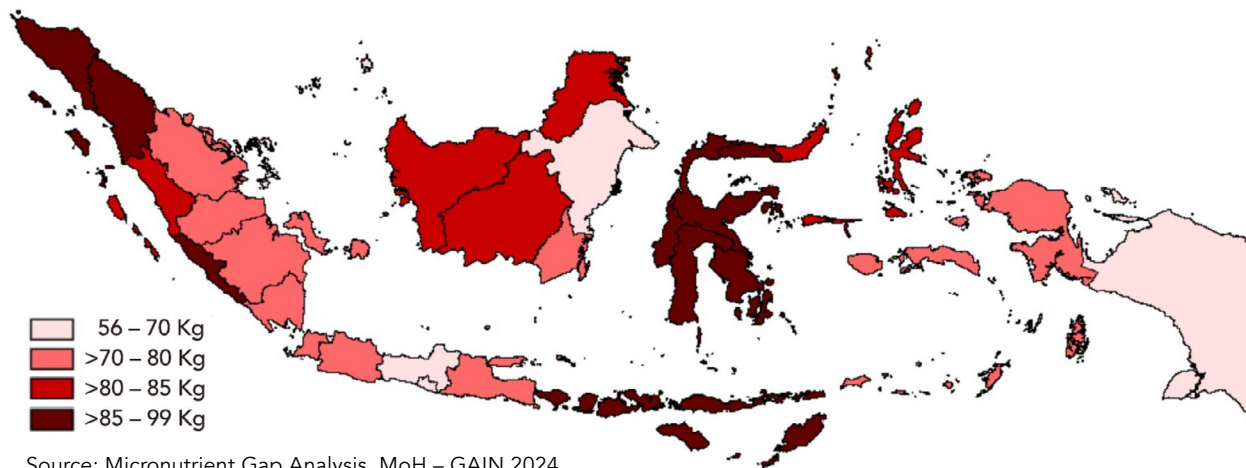 56 – 70 Kg
>70 – 80 Kg
>80 – 85 Kg
>85 – 99 Kg
Source: Micronutrient Gap Analysis, MoH – GAIN 2024